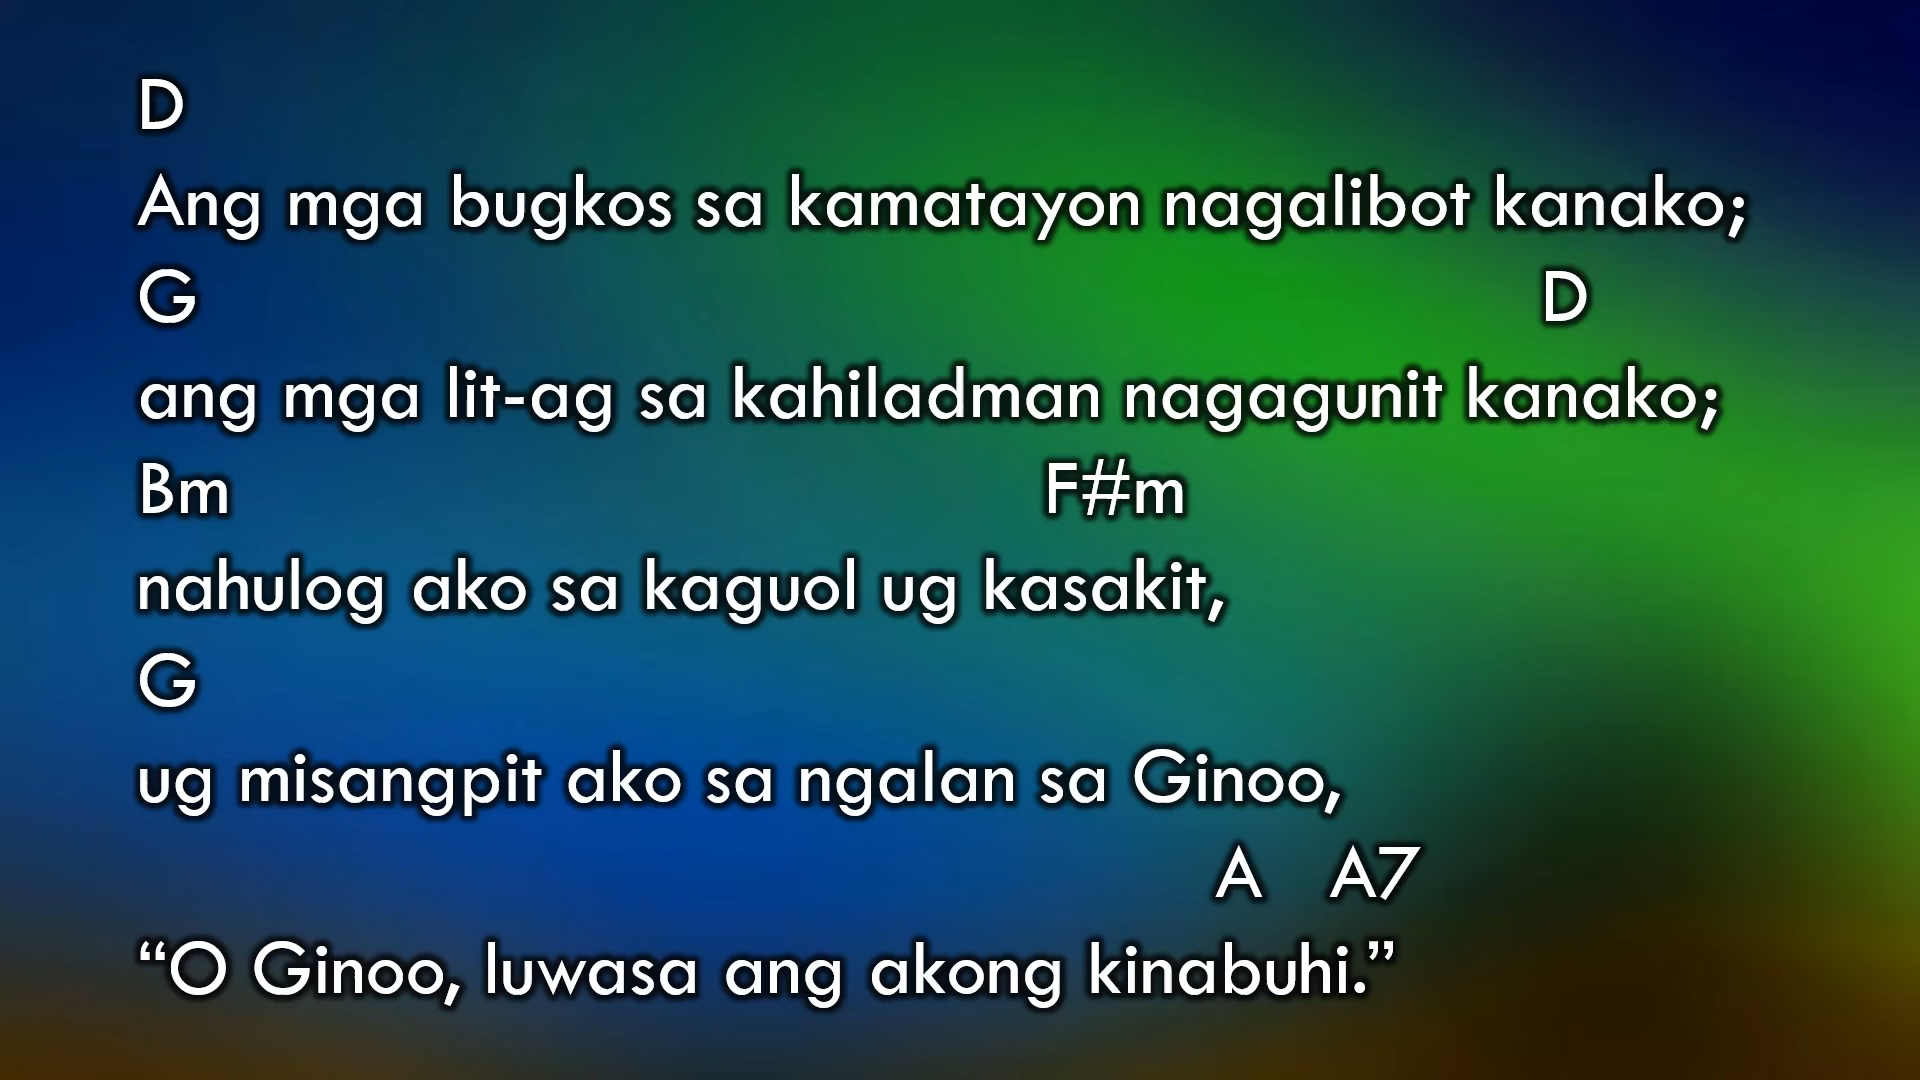 D
Ang mga bugkos sa kamatayon nagalibot kanako;
G D
ang mga lit-ag sa kahiladman nagagunit kanako;
Bm F#m
nahulog ako sa kaguol ug kasakit,
G
ug misangpit ako sa ngalan sa Ginoo,
A A7
“O Ginoo, luwasa ang akong kinabuhi.”